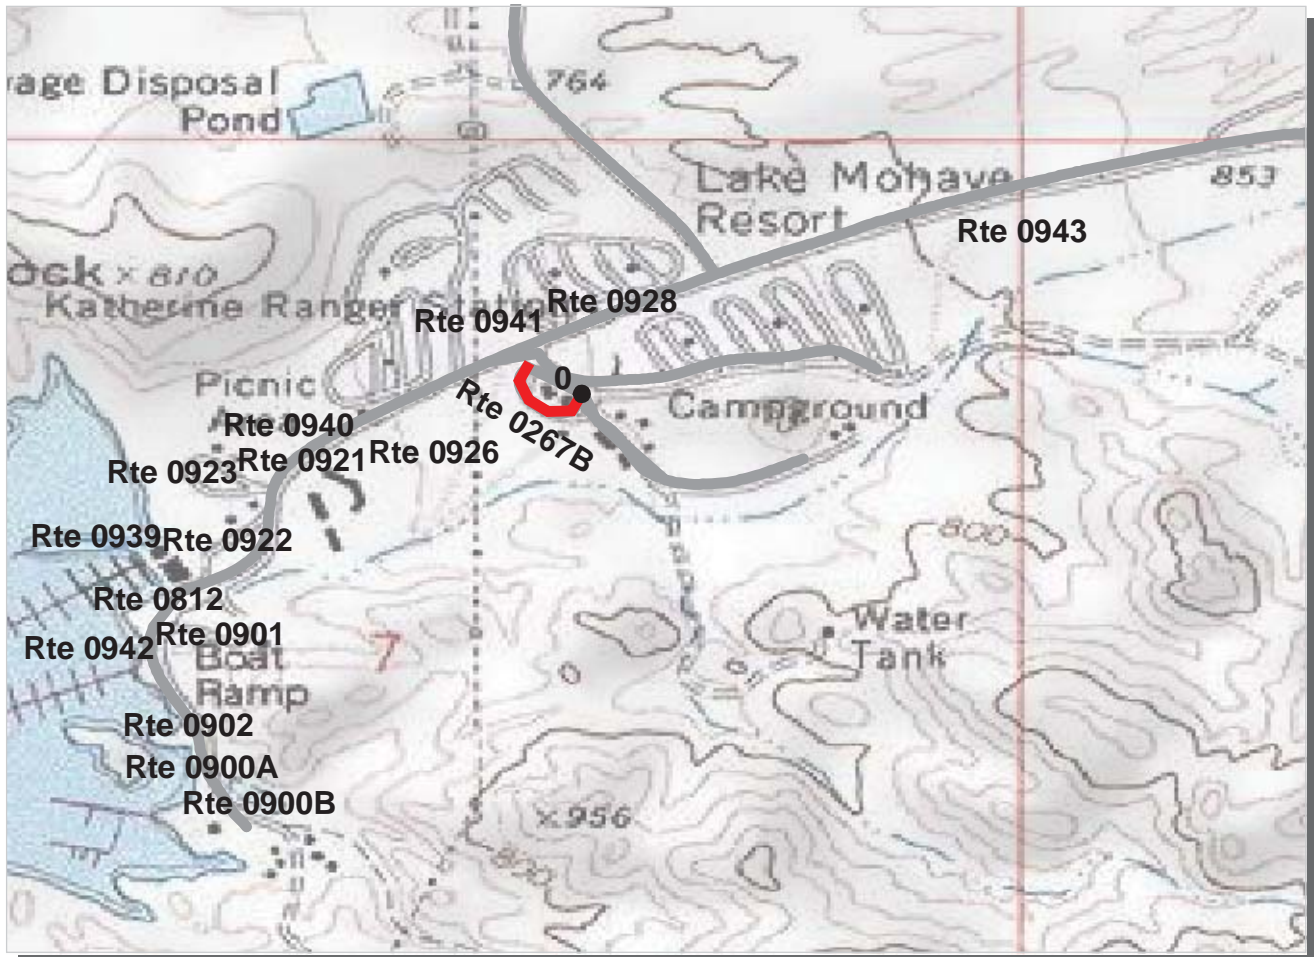 764
age Disposal
Pond
Lake Mohave
Resort
853
Rte 0943
ock x 810
Katherine Ranger Station
Rte 0928
Rte 0941
0
Picnic
Campground
Rte 0267B
Rte 0940
Rte 0926
Rte 0921
Rte 0923
Rte 0939
Rte 0922
800
Rte 0812
Rte 0901
Rte 0942
7
Water
Tank
Boat
Ramp
Rte 0902
Rte 0900A
Rte 0900B
x 956
800